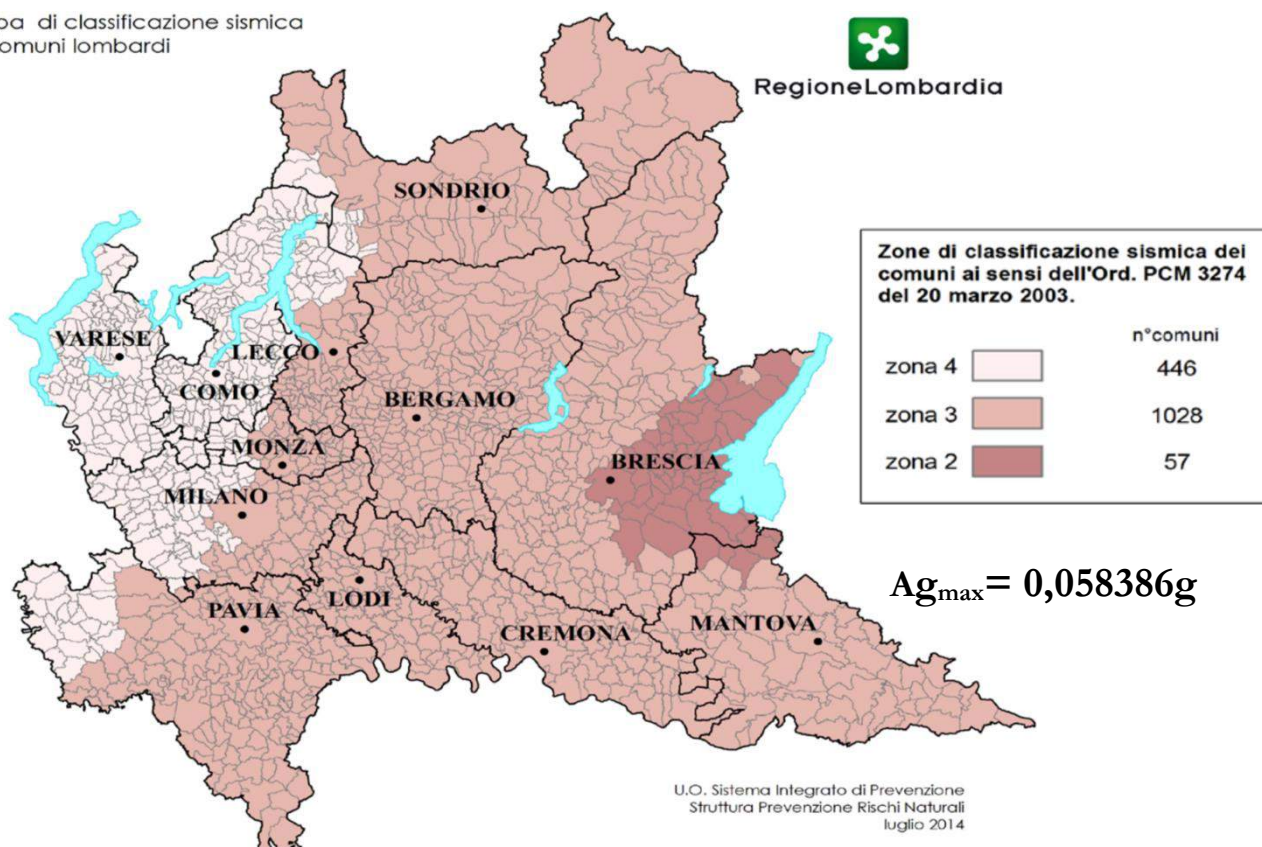 di classificazione sismica
comuni lombardi
RegioneLombardia
SONDRIO
VARESE
LECCO
COMO
BERGAMO
MONZA
BRESCIA
MILANO
PAVIA
LODI
CREMONA
MANTOVA
Zone di classificazione sismica dei
comuni ai sensi dell'Ord. PCM 3274
del 20 marzo 2003.
n°comuni
zona 4 446
zona 3 1028
zona 2 57
Agmax= 0,058386g
U.O. Sistema Integrato di Prevenzione
Struttura Prevenzione Rischi Naturali
luglio 2014